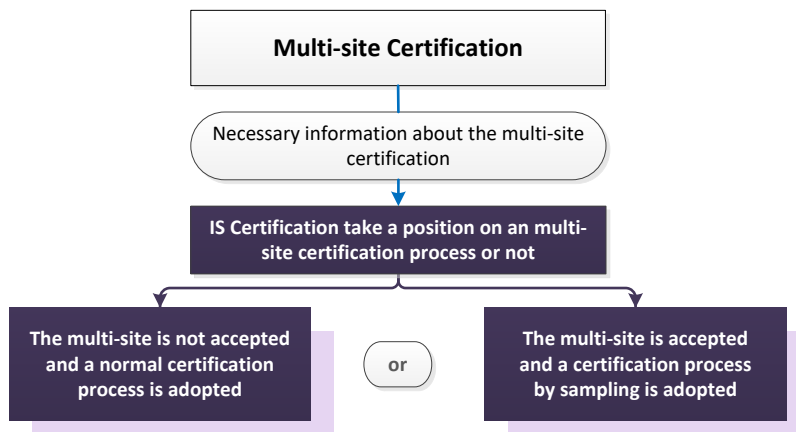 Multi-site Certification
Necessary information about the multi-site
certification
IS Certification take a position on an multi-
site certification process or not
The multi-site is not accepted
and a normal certification
process is adopted
or
The multi-site is accepted
and a certification process
by sampling is adopted